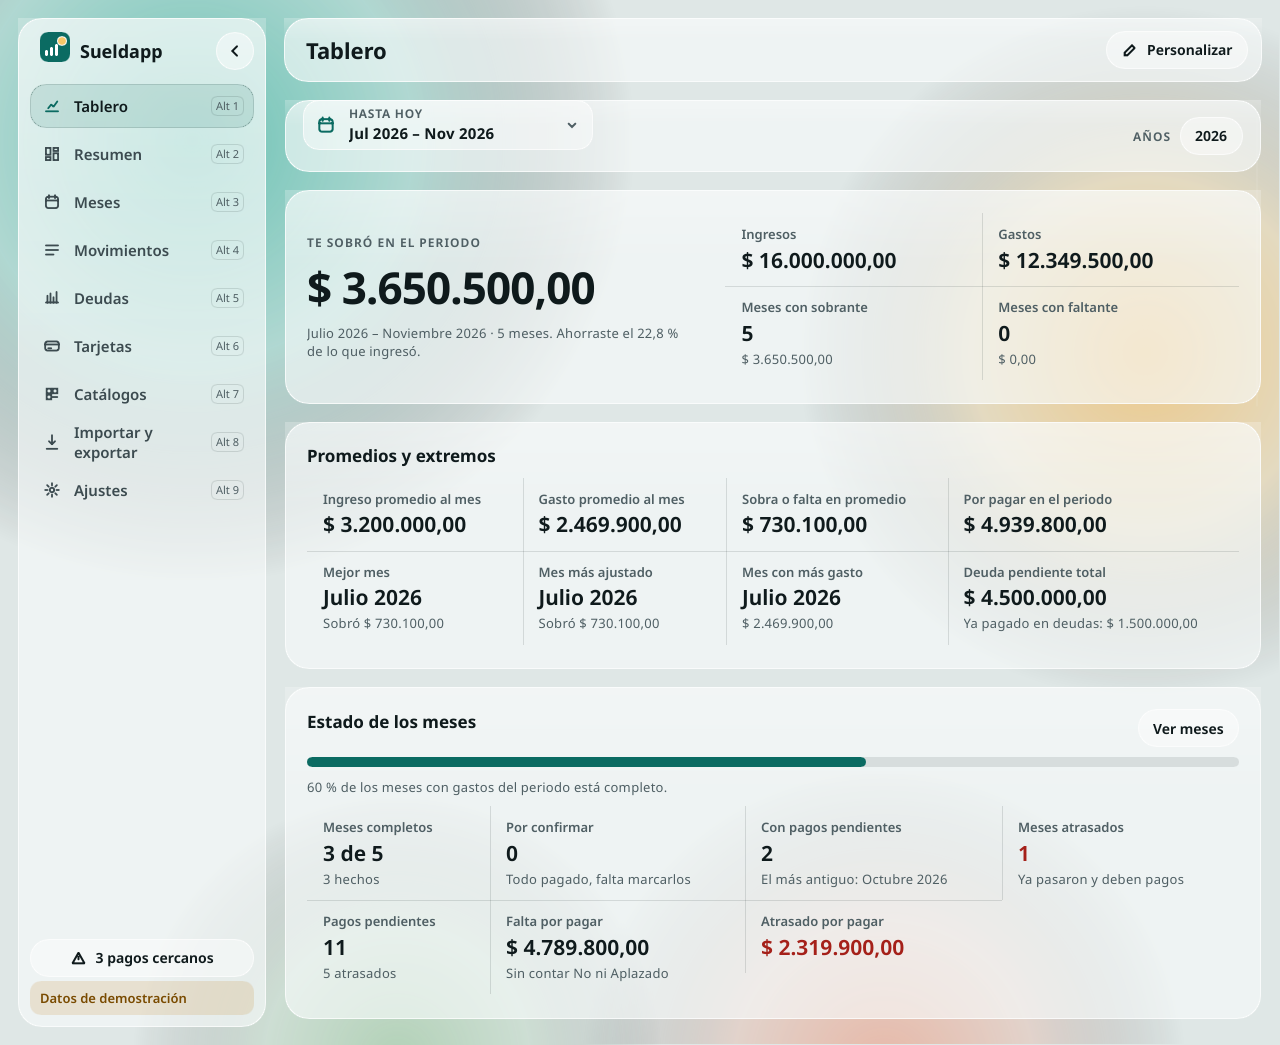 Sueldapp
Tablero Alt 1
Resumen Alt 2
Meses Alt 3
Movimientos Alt 4
Deudas Alt 5
Tarjetas Alt 6
Catálogos Alt 7
Importar y
exportar Alt 8
Ajustes Alt 9
3 pagos cercanos
Datos de demostración
Tablero
Personalizar
HASTA HOY
Jul 2026 – Nov 2026
AÑOS 2026
TE SOBRÓ EN EL PERIODO
$ 3.650.500,00
Julio 2026 – Noviembre 2026 · 5 meses. Ahorraste el 22,8 %
de lo que ingresó.
Ingresos
$ 16.000.000,00
Gastos
$ 12.349.500,00
Meses con sobrante
5
$ 3.650.500,00
Meses con faltante
0
$ 0,00
Promedios y extremos
Ingreso promedio al mes
$ 3.200.000,00
Gasto promedio al mes
$ 2.469.900,00
Sobra o falta en promedio
$ 730.100,00
Por pagar en el periodo
$ 4.939.800,00
Mejor mes
Julio 2026
Sobró $ 730.100,00
Mes más ajustado
Julio 2026
Sobró $ 730.100,00
Mes con más gasto
Julio 2026
$ 2.469.900,00
Deuda pendiente total
$ 4.500.000,00
Ya pagado en deudas: $ 1.500.000,00
Estado de los meses
Ver meses
60 % de los meses con gastos del periodo está completo.
Meses completos
3 de 5
3 hechos
Por confirmar
0
Todo pagado, falta marcarlos
Con pagos pendientes
2
El más antiguo: Octubre 2026
Meses atrasados
1
Ya pasaron y deben pagos
Pagos pendientes
11
5 atrasados
Falta por pagar
$ 4.789.800,00
Sin contar No ni Aplazado
Atrasado por pagar
$ 2.319.900,00